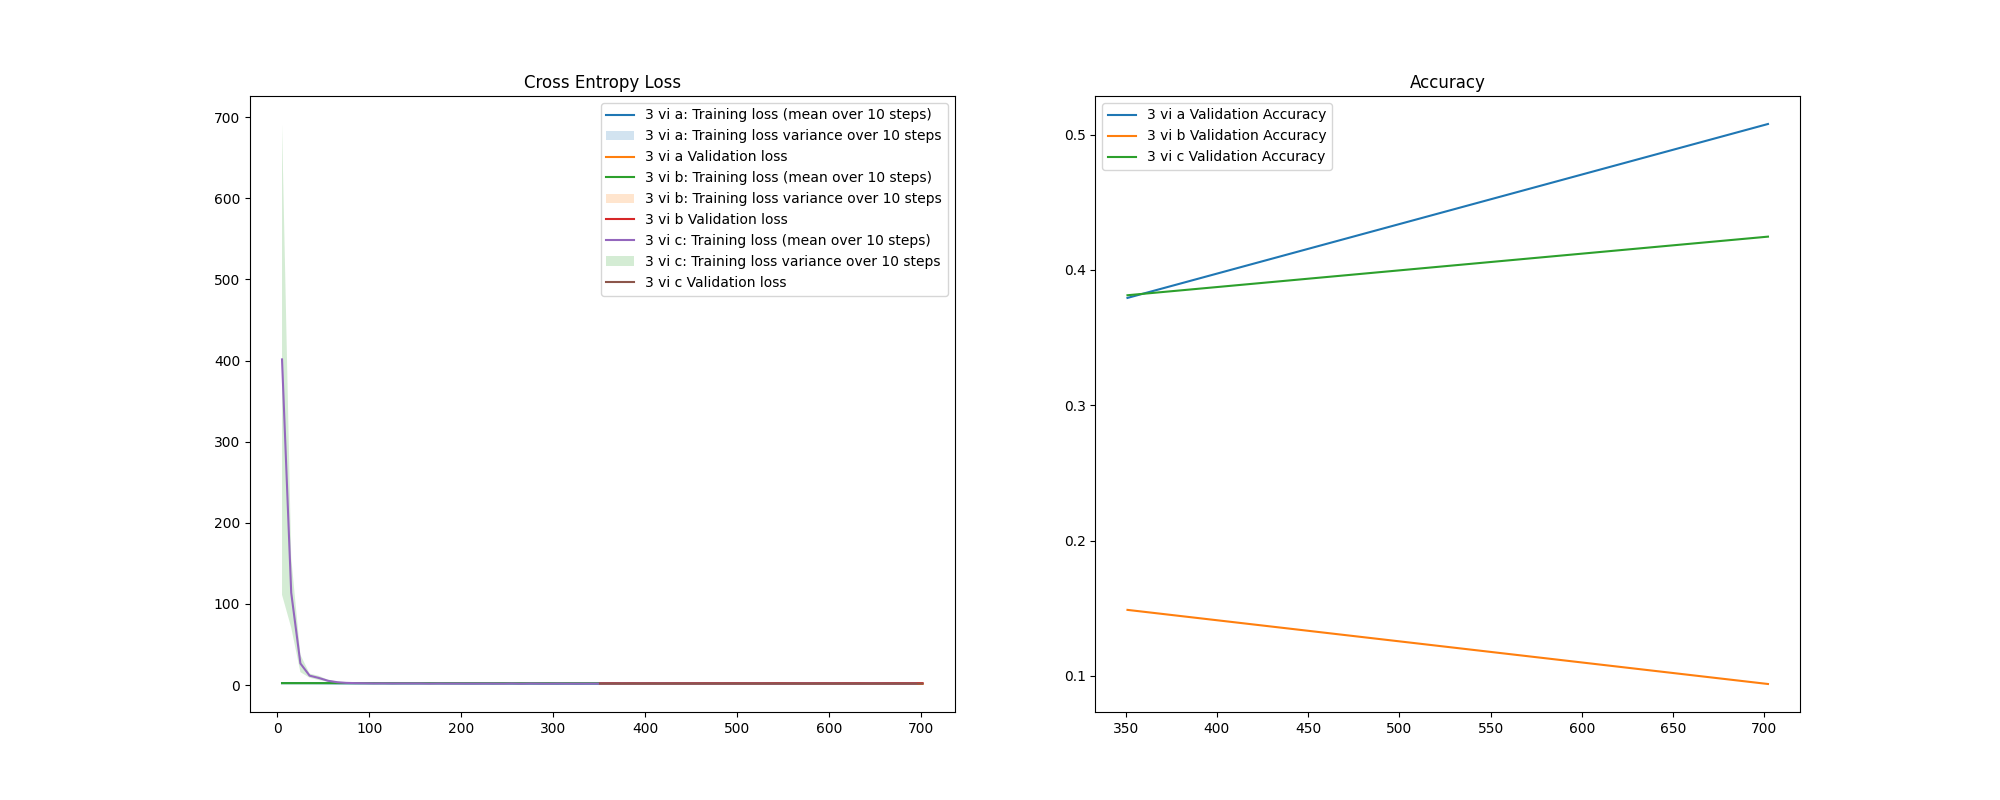 Cross Entropy Loss
700
600
500
400
300
200
100
0
0 100 200 300 400 500 600 700
3 vi a: Training loss (mean over 10 steps)
3 vi a: Training loss variance over 10 steps
3 vi a Validation loss
3 vi b: Training loss (mean over 10 steps)
3 vi b: Training loss variance over 10 steps
3 vi b Validation loss
3 vi c: Training loss (mean over 10 steps)
3 vi c: Training loss variance over 10 steps
3 vi c Validation loss
Accuracy
0.5
0.4
0.3
0.2
0.1
350 400 450 500 550 600 650 700
3 vi a Validation Accuracy
3 vi b Validation Accuracy
3 vi c Validation Accuracy